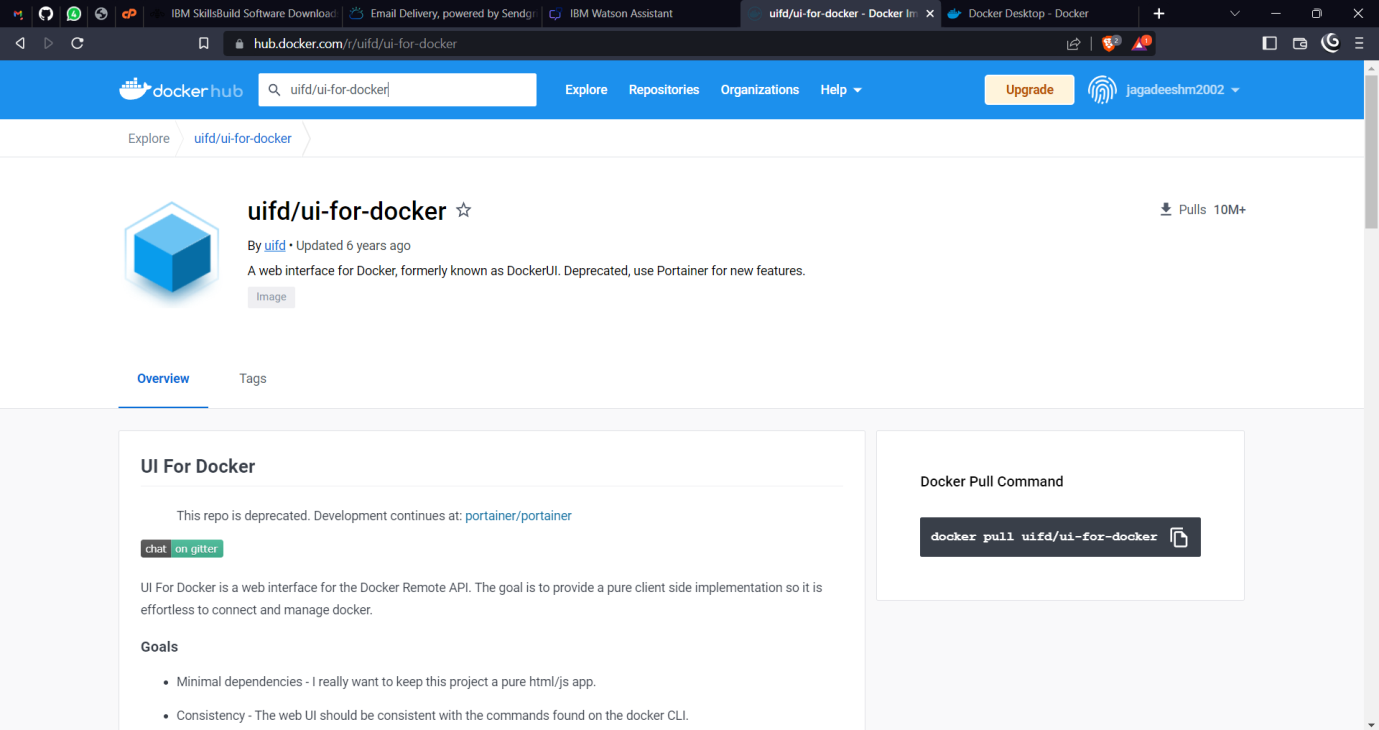 IBM SkillsBuild Software Downloads
Email Delivery, powered by Sendgr
IBM Watson Assistant
uifd/ui-for-docker - Docker Im
Docker Desktop - Docker
hub.docker.com/r/uifd/ui-for-docker
2
1
docker hub
uifd/ui-for-docker
Explore
Repositories
Organizations
Help
Upgrade
jagadeeshm2002
Explore
uifd/ui-for-docker
uifd/ui-for-docker
Pulls 10M+
By uifd • Updated 6 years ago
A web interface for Docker, formerly known as DockerUI. Deprecated, use Portainer for new features.
Image
Overview
Tags
UI For Docker
Docker Pull Command
This repo is deprecated. Development continues at: portainer/portainer
docker pull uifd/ui-for-docker
chat on gitter
UI For Docker is a web interface for the Docker Remote API. The goal is to provide a pure client side implementation so it is
effortless to connect and manage docker.
Goals
• Minimal dependencies - I really want to keep this project a pure html/js app.
• Consistency - The web UI should be consistent with the commands found on the docker CLI.